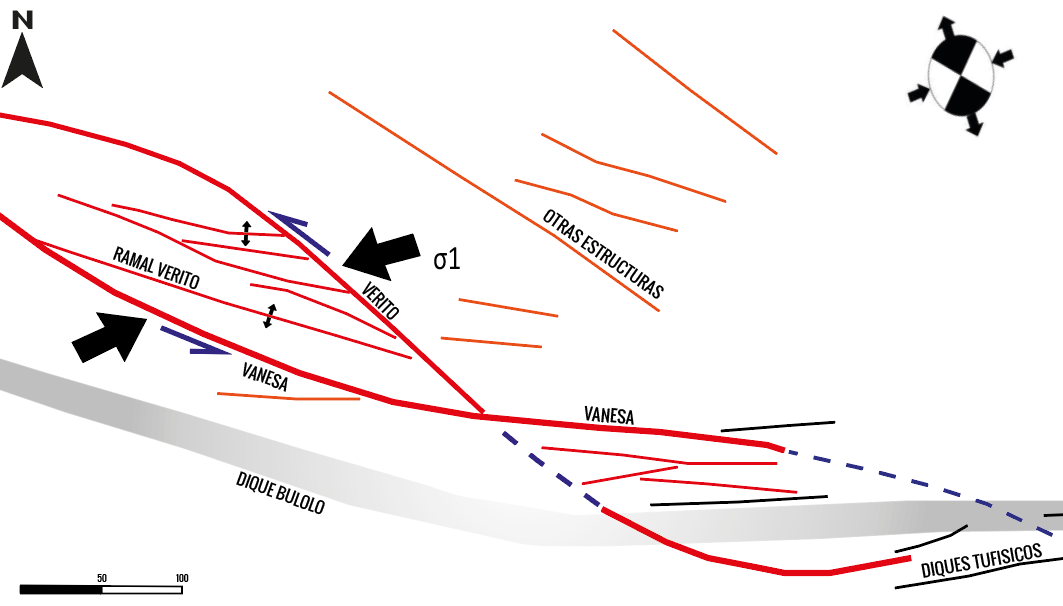 N
OTRAS ESTRUCTURAS
σ1
RAMAL VERITO
VERITO
VANESA
VANESA
DIQUE BULOLO
DIQUES TUFISICOS
50
100